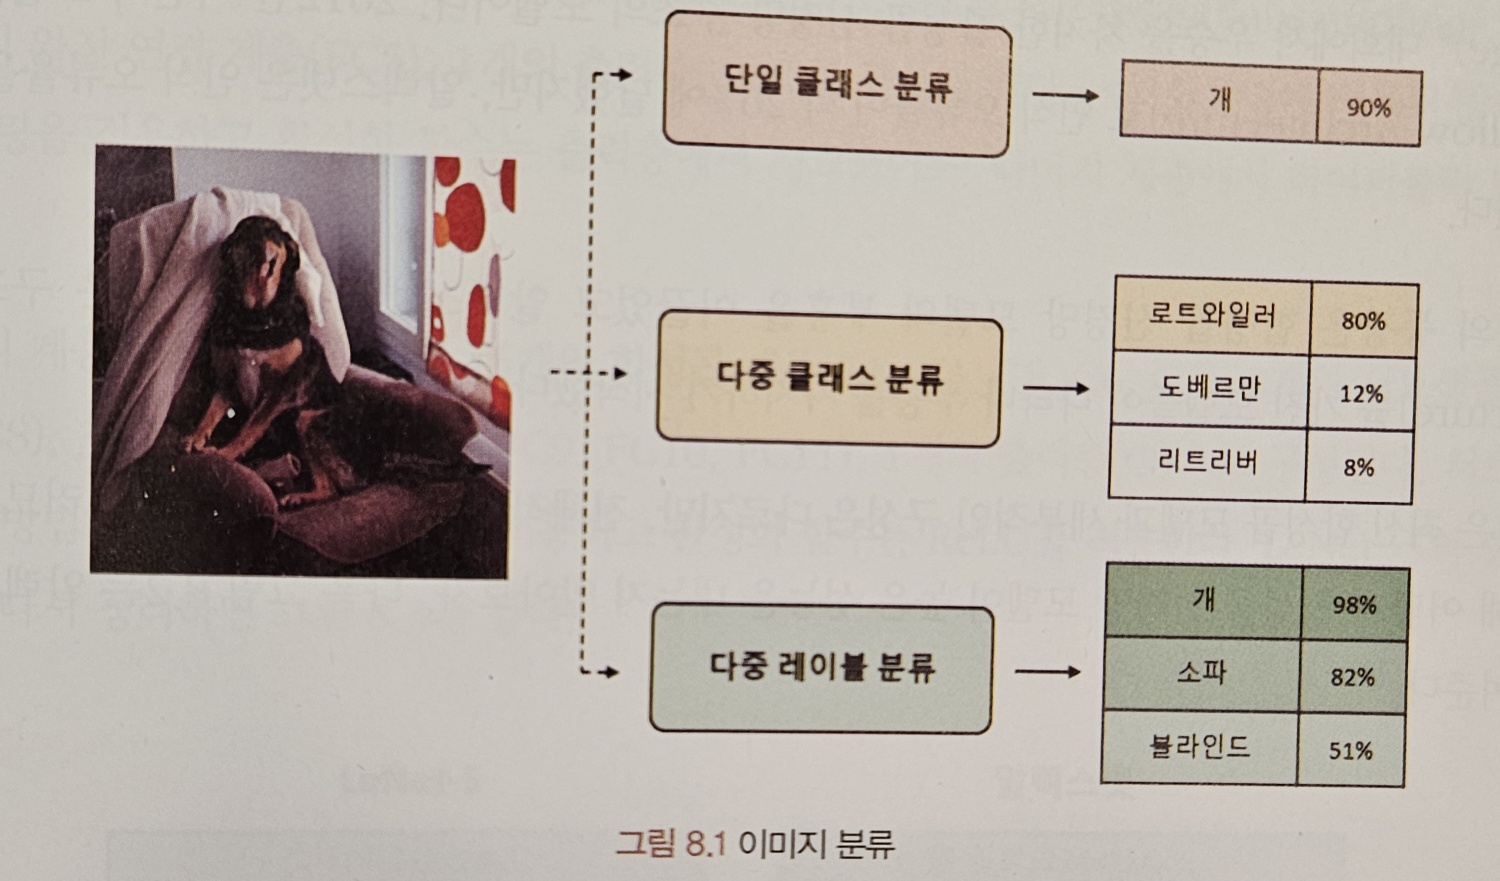 단일 클래스 분류
개 90%
다중 클래스 분류
로트와일러 80%
도베르만 12%
리트리버 8%
다중 레이블 분류
개 98%
소파 82%
블라인드 51%
그림 8.1 이미지 분류